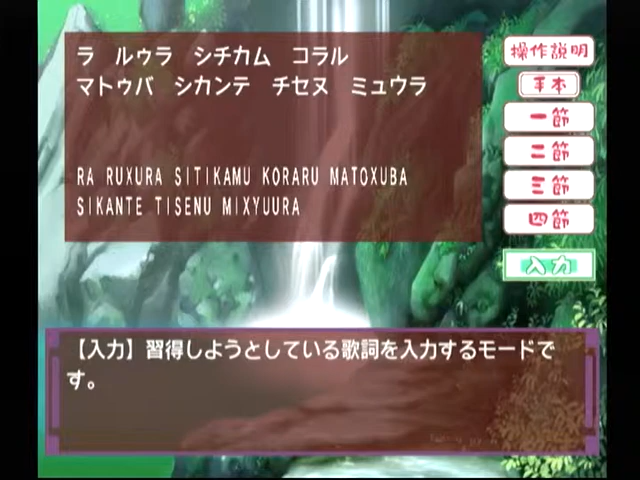 ラ　ルゥラ　シチカム　コラル
マトゥバ　シカンテ　チセヌ　ミュウラ
RA RUXURA SITIKAMU KORARU MATOXUBA
SIKANTE TISENU MIXYUURA
操作説明
手本
一節
二節
三節
四節
入力
【入力】習得しようとしている歌詞を入力するモードで
す。